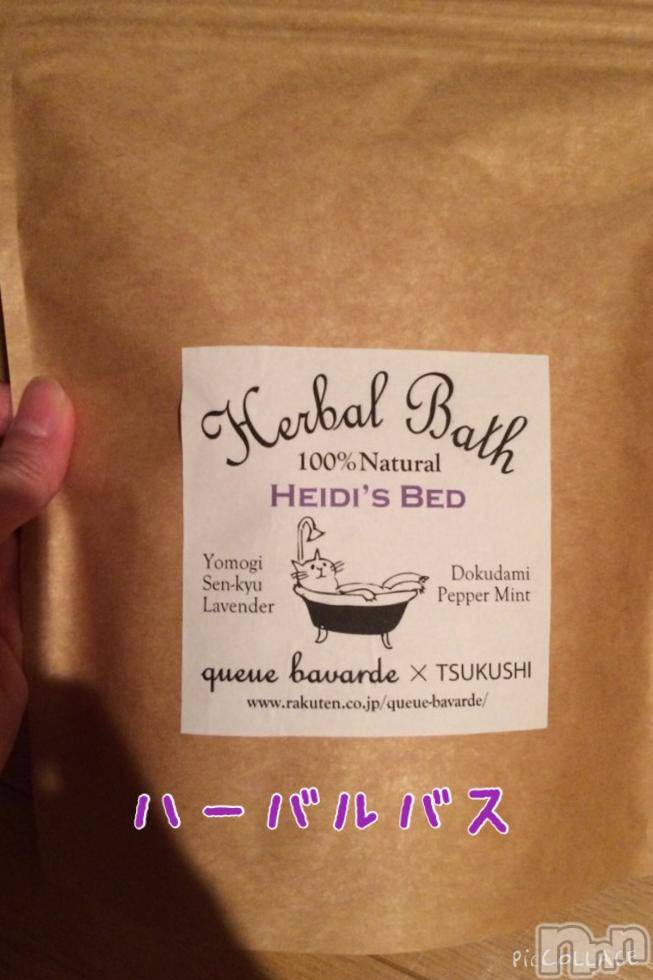 Herbal Bath
100% Natural
HEIDI'S BED
Yomogi
Sen-kyu
Lavender
Dokudami
Pepper Mint
queue bavarde × TSUKUSHI
www.rakuten.co.jp/queue-bavarde/
ハーバルバス
PicCOLLAGE